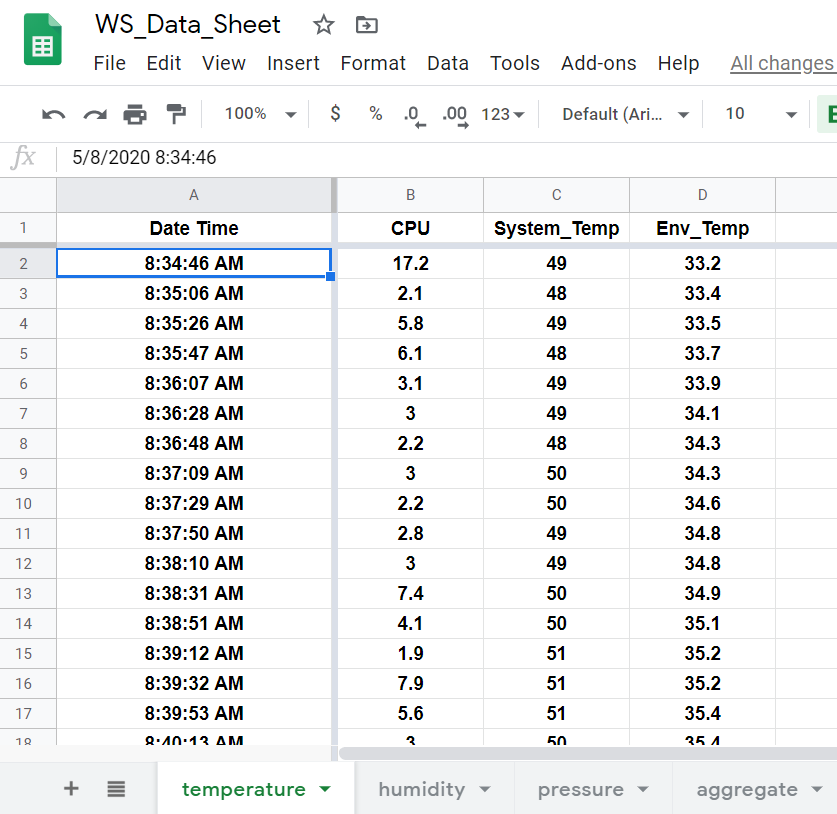 WS_Data_Sheet
File Edit View Insert Format Data Tools Add-ons Help All changes
100% $ % .0 .00 123 Default (Ari... 10
fx 5/8/2020 8:34:46
A B C D
1 Date Time CPU System_Temp Env_Temp
2 8:34:46 AM 17.2 49 33.2
3 8:35:06 AM 2.1 48 33.4
4 8:35:26 AM 5.8 49 33.5
5 8:35:47 AM 6.1 48 33.7
6 8:36:07 AM 3.1 49 33.9
7 8:36:28 AM 3 49 34.1
8 8:36:48 AM 2.2 48 34.3
9 8:37:09 AM 3 50 34.3
10 8:37:29 AM 2.2 50 34.6
11 8:37:50 AM 2.8 49 34.8
12 8:38:10 AM 3 49 34.8
13 8:38:31 AM 7.4 50 34.9
14 8:38:51 AM 4.1 50 35.1
15 8:39:12 AM 1.9 51 35.2
16 8:39:32 AM 7.9 51 35.2
17 8:39:53 AM 5.6 51 35.4
18 8:40:13 AM 3 50 35.4
temperature humidity pressure aggregate